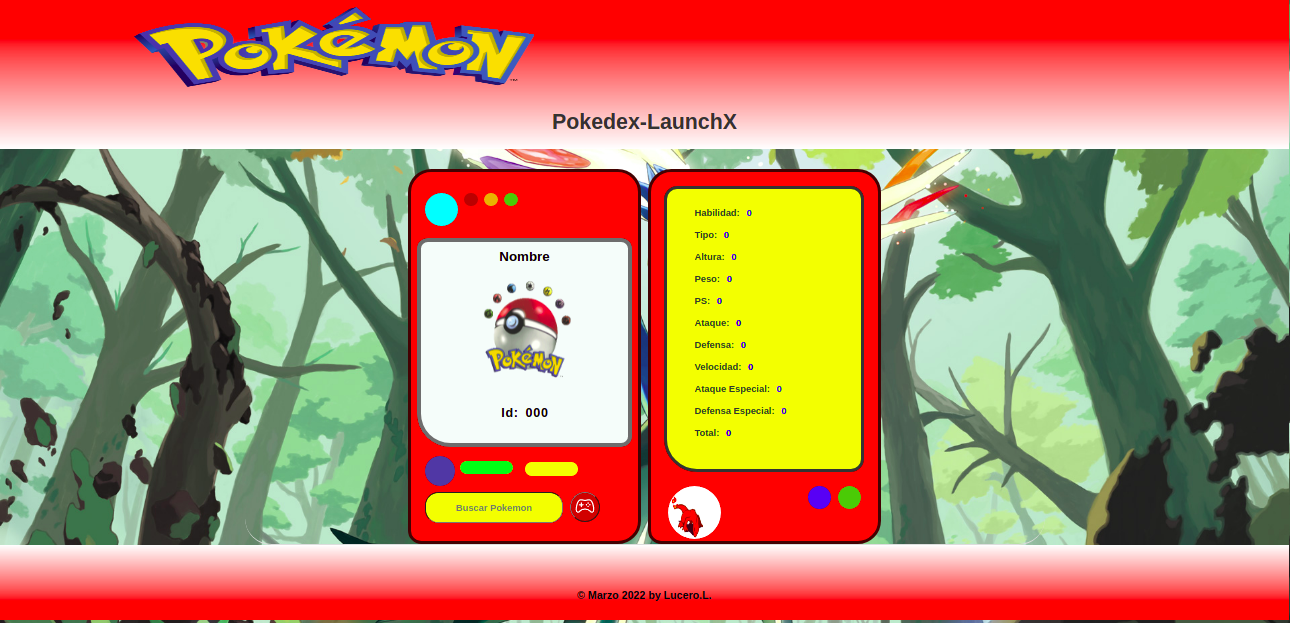 POKéMON™
Pokedex-LaunchX
Nombre
POKéMON
Id: 000
Buscar Pokemon
Habilidad: 0
Tipo: 0
Altura: 0
Peso: 0
PS: 0
Ataque: 0
Defensa: 0
Velocidad: 0
Ataque Especial: 0
Defensa Especial: 0
Total: 0
© Marzo 2022 by Lucero.L.